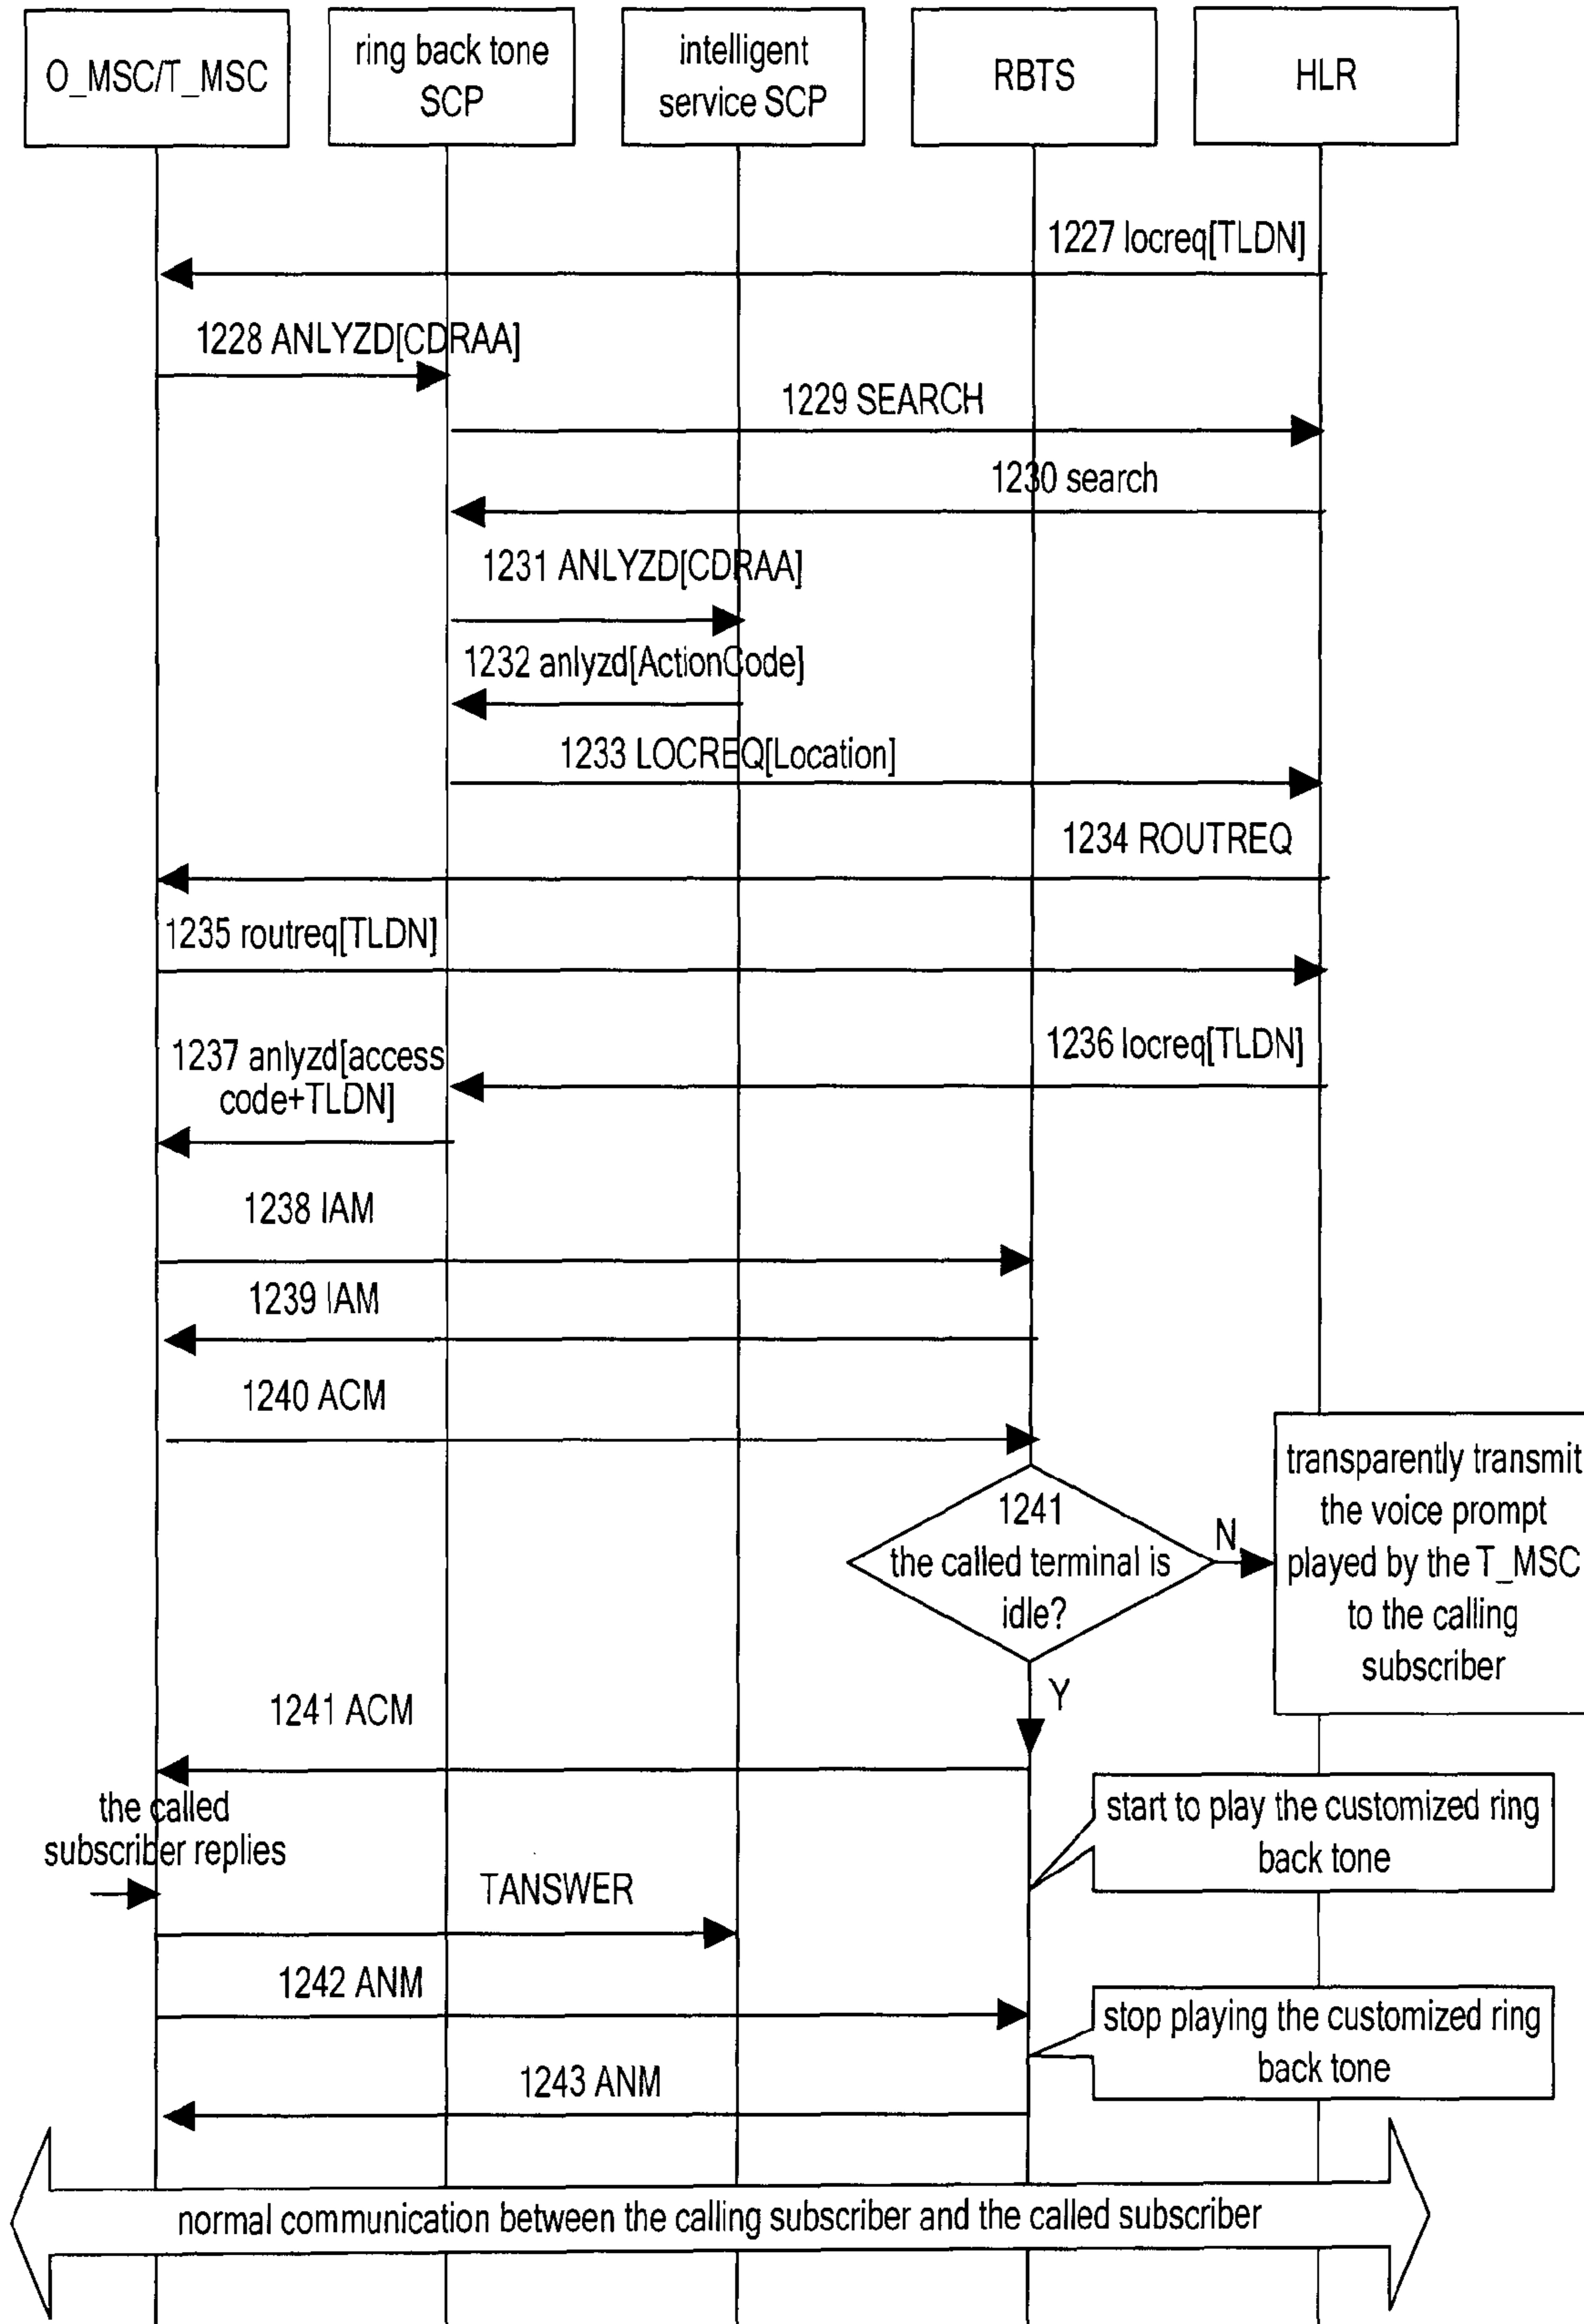 O_MSC/T_MSC
ring back tone
SCP
intelligent
service SCP
RBTS
HLR
1227 locreq[TLDN]
1228 ANLYZD[CDRAA]
1229 SEARCH
1230 search
1231 ANLYZD[CDRAA]
1232 anlyzd[ActionCode]
1233 LOCREQ[Location]
1234 ROUTREQ
1235 routreq[TLDN]
1236 locreq[TLDN]
1237 anlyzd[access
code+TLDN]
1238 IAM
1239 IAM
1240 ACM
1241
the called terminal is
idle?
N
transparently transmit
the voice prompt
played by the T_MSC
to the calling
subscriber
Y
1241 ACM
start to play the customized ring
back tone
the called
subscriber replies
TANSWER
1242 ANM
stop playing the customized ring
back tone
1243 ANM
normal communication between the calling subscriber and the called subscriber